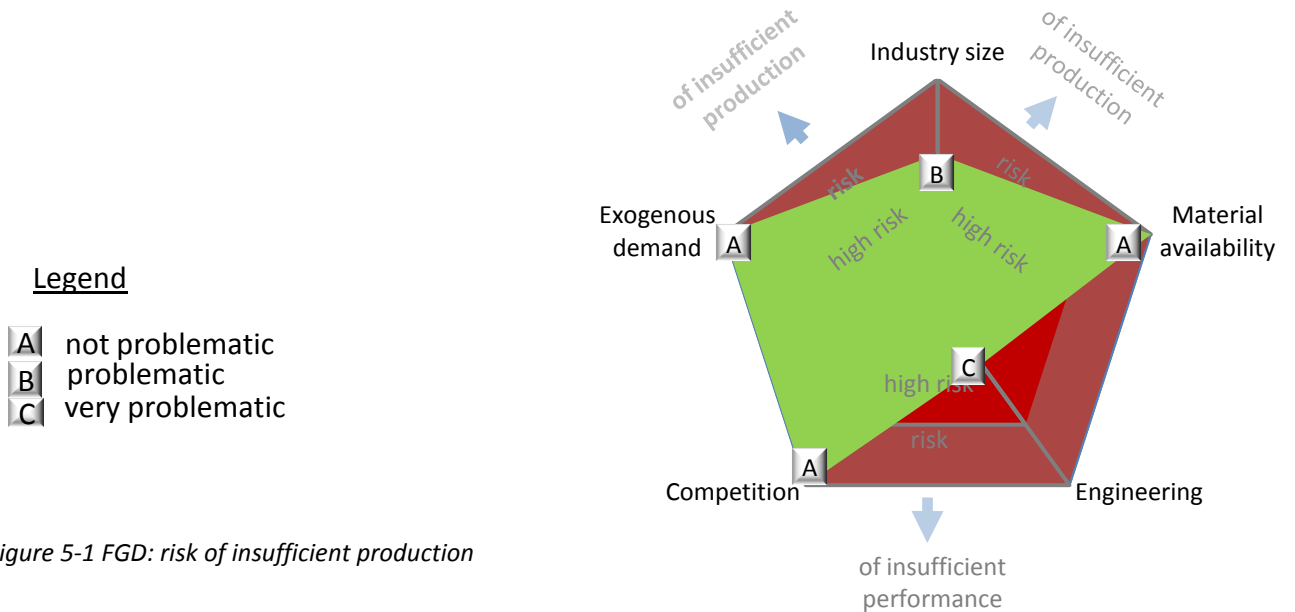 of insufficient
production
of insufficient
production
Industry size
risk
risk
B
Exogenous
demand
A
high risk
high risk
A
Material
availability
Legend
A not problematic
B problematic
C very problematic
C
high risk
risk
A
Competition
Engineering
igure 5-1 FGD: risk of insufficient production
of insufficient
performance